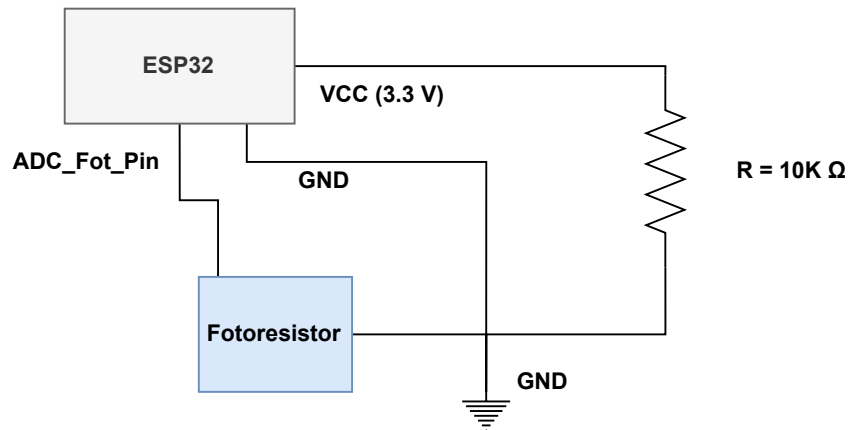 ESP32
VCC (3.3 V)
ADC_Fot_Pin
GND
R = 10K Ω
Fotoresistor
GND